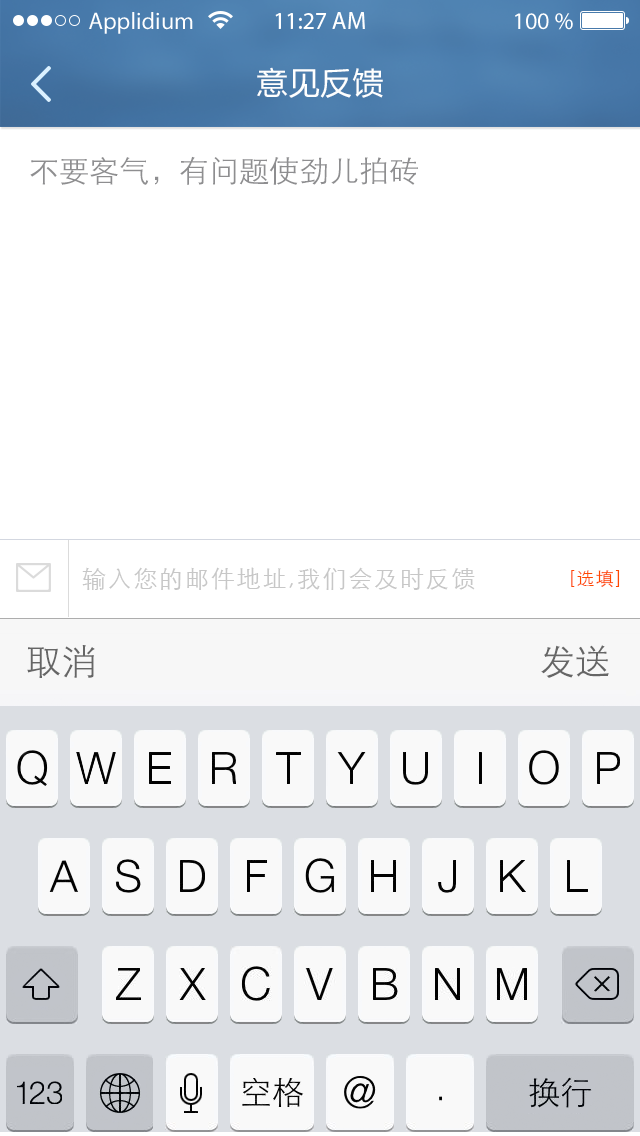 Applidium 11:27 AM 100 %
意见反馈
不要客气，有问题使劲儿拍砖
输入您的邮件地址,我们会及时反馈 [选填]
取消 发送
Q W E R T Y U I O P
A S D F G H J K L
Z X C V B N M
123 空格 @ . 换行